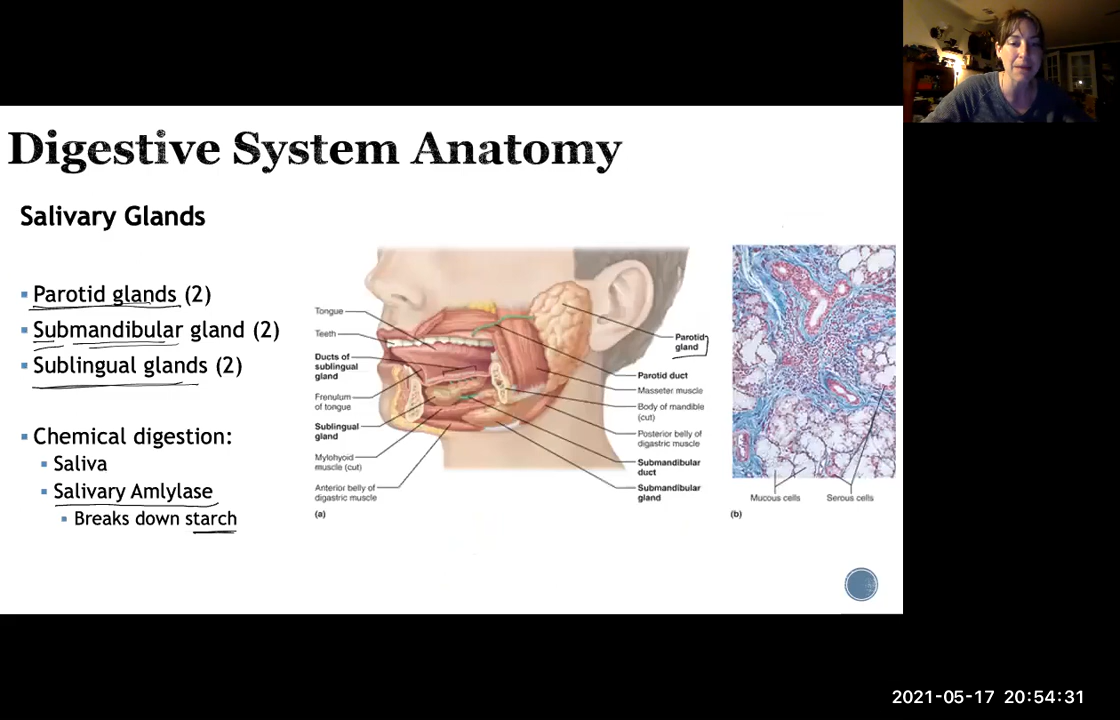 Digestive System Anatomy
Salivary Glands
Parotid glands (2)
Submandibular gland (2)
Sublingual glands (2)
Chemical digestion:
Saliva
Salivary Amlylase
Breaks down starch
Tongue
Teeth
Ducts of
sublingual
gland
Frenulum
of tongue
Sublingual
gland
Mylohyoid
muscle (cut)
Anterior belly of
digastric muscle
(a)
Parotid
gland
Parotid duct
Masseter muscle
Body of mandible
(cut)
Posterior belly of
digastric muscle
Submandibular
duct
Submandibular
gland
Mucous cells
Serous cells
(b)
2021-05-17 20:54:31